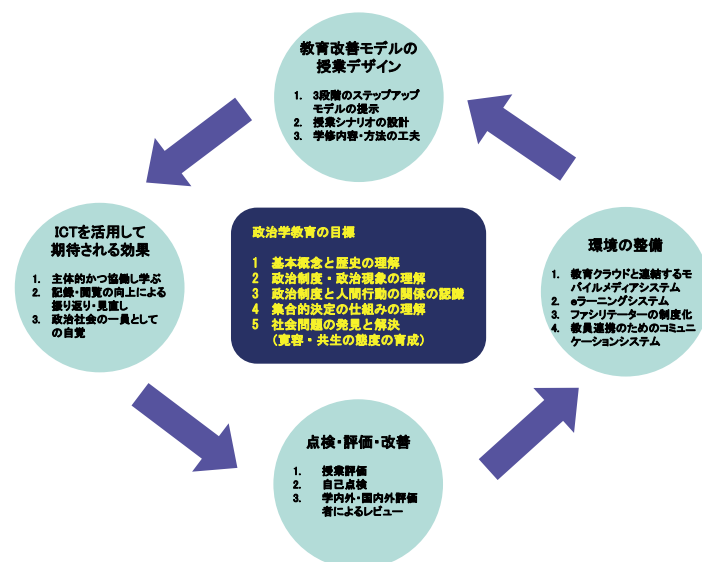 教育改善モデルの
授業デザイン
1. 3段階のステップアップ
モデルの提示
2. 授業シナリオの設計
3. 学修内容・方法の工夫
ICTを活用して
期待される効果
1. 主体的かつ協働し学ぶ
2. 記録・閲覧の向上による
振り返り・見直し
3. 政治社会の一員として
の自覚
政治学教育の目標
1 基本概念と歴史の理解
2 政治制度・政治現象の理解
3 政治制度と人間行動の関係の認識
4 集合的決定の仕組みの理解
5 社会問題の発見と解決
(寛容・共生の態度の育成)
環境の整備
1. 教育クラウドと連結するモ
バイルメディアシステム
2. eラーニングシステム
3. ファシリテーターの制度化
4. 教員連携のためのコミュニ
ケーションシステム
点検・評価・改善
1. 授業評価
2. 自己点検
3. 学内外・国内外評価
者によるレビュー